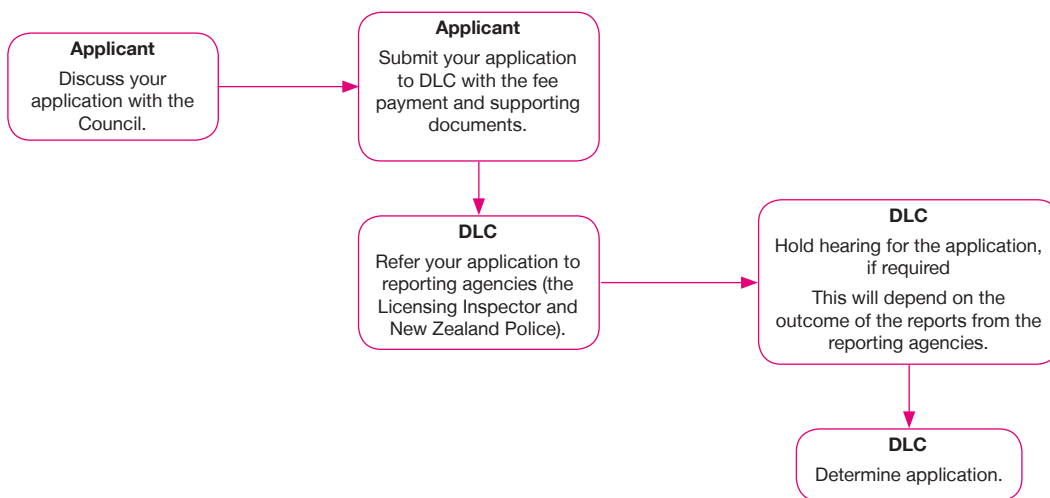 Applicant
Discuss your
application with the
Council.
Applicant
Submit your application
to DLC with the fee
payment and supporting
documents.
DLC
Refer your application to
reporting agencies (the
Licensing Inspector and
New Zealand Police).
DLC
Hold hearing for the application,
if required
This will depend on the
outcome of the reports from the
reporting agencies.
DLC
Determine application.